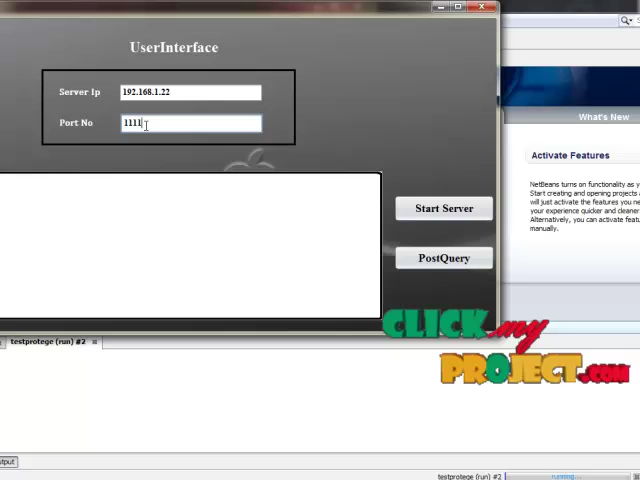 UserInterface
Server Ip
192.168.1.22
Port No
1111
Start Server
PostQuery
What's New
Activate Features
NetBeans turns on functionality as y
Start creating and opening projects
will just activate the features you ne
your experience quicker and cleaner
Alternatively, you can activate featu
manually.
CLICK my
PROJECT.COM
testprotege (run) #2
tput
testprotege (run) #2
running...